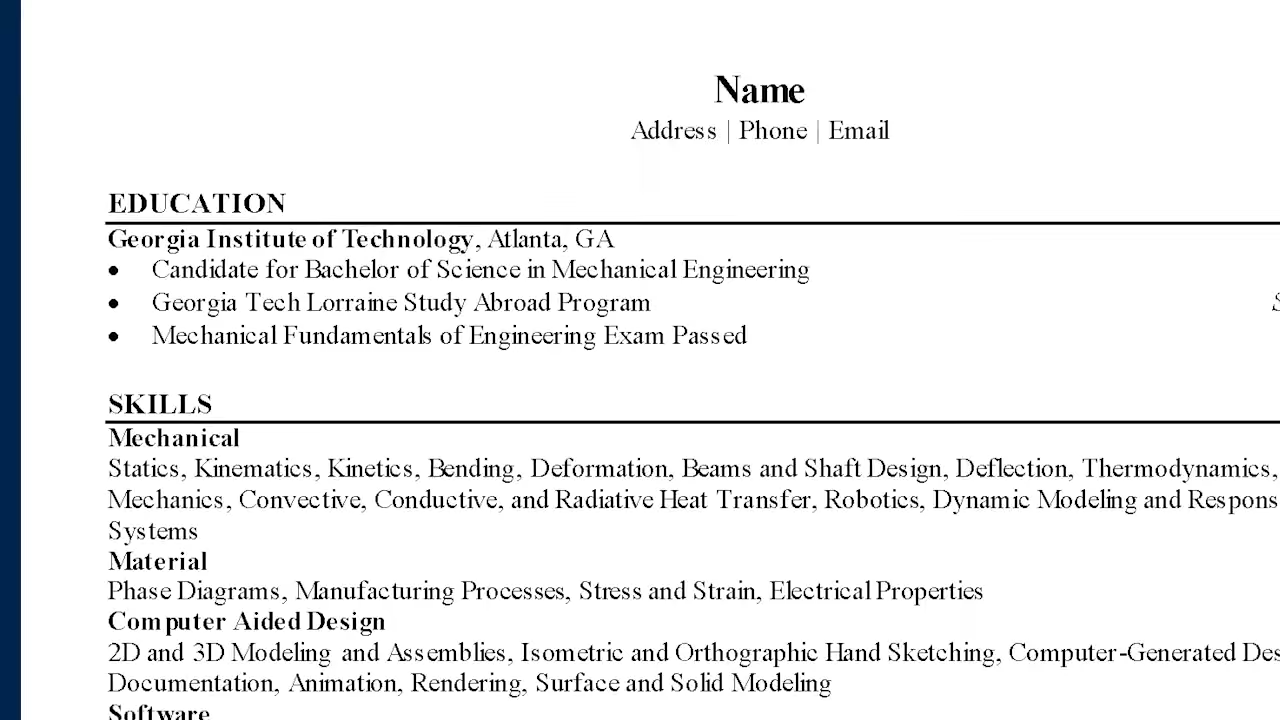 Name
Address | Phone | Email
EDUCATION
Georgia Institute of Technology, Atlanta, GA
• Candidate for Bachelor of Science in Mechanical Engineering
• Georgia Tech Lorraine Study Abroad Program
• Mechanical Fundamentals of Engineering Exam Passed
SKILLS
Mechanical
Statics, Kinematics, Kinetics, Bending, Deformation, Beams and Shaft Design, Deflection, Thermodynamics,
Mechanics, Convective, Conductive, and Radiative Heat Transfer, Robotics, Dynamic Modeling and Respons
Systems
Material
Phase Diagrams, Manufacturing Processes, Stress and Strain, Electrical Properties
Computer Aided Design
2D and 3D Modeling and Assemblies, Isometric and Orthographic Hand Sketching, Computer-Generated Des
Documentation, Animation, Rendering, Surface and Solid Modeling
Software